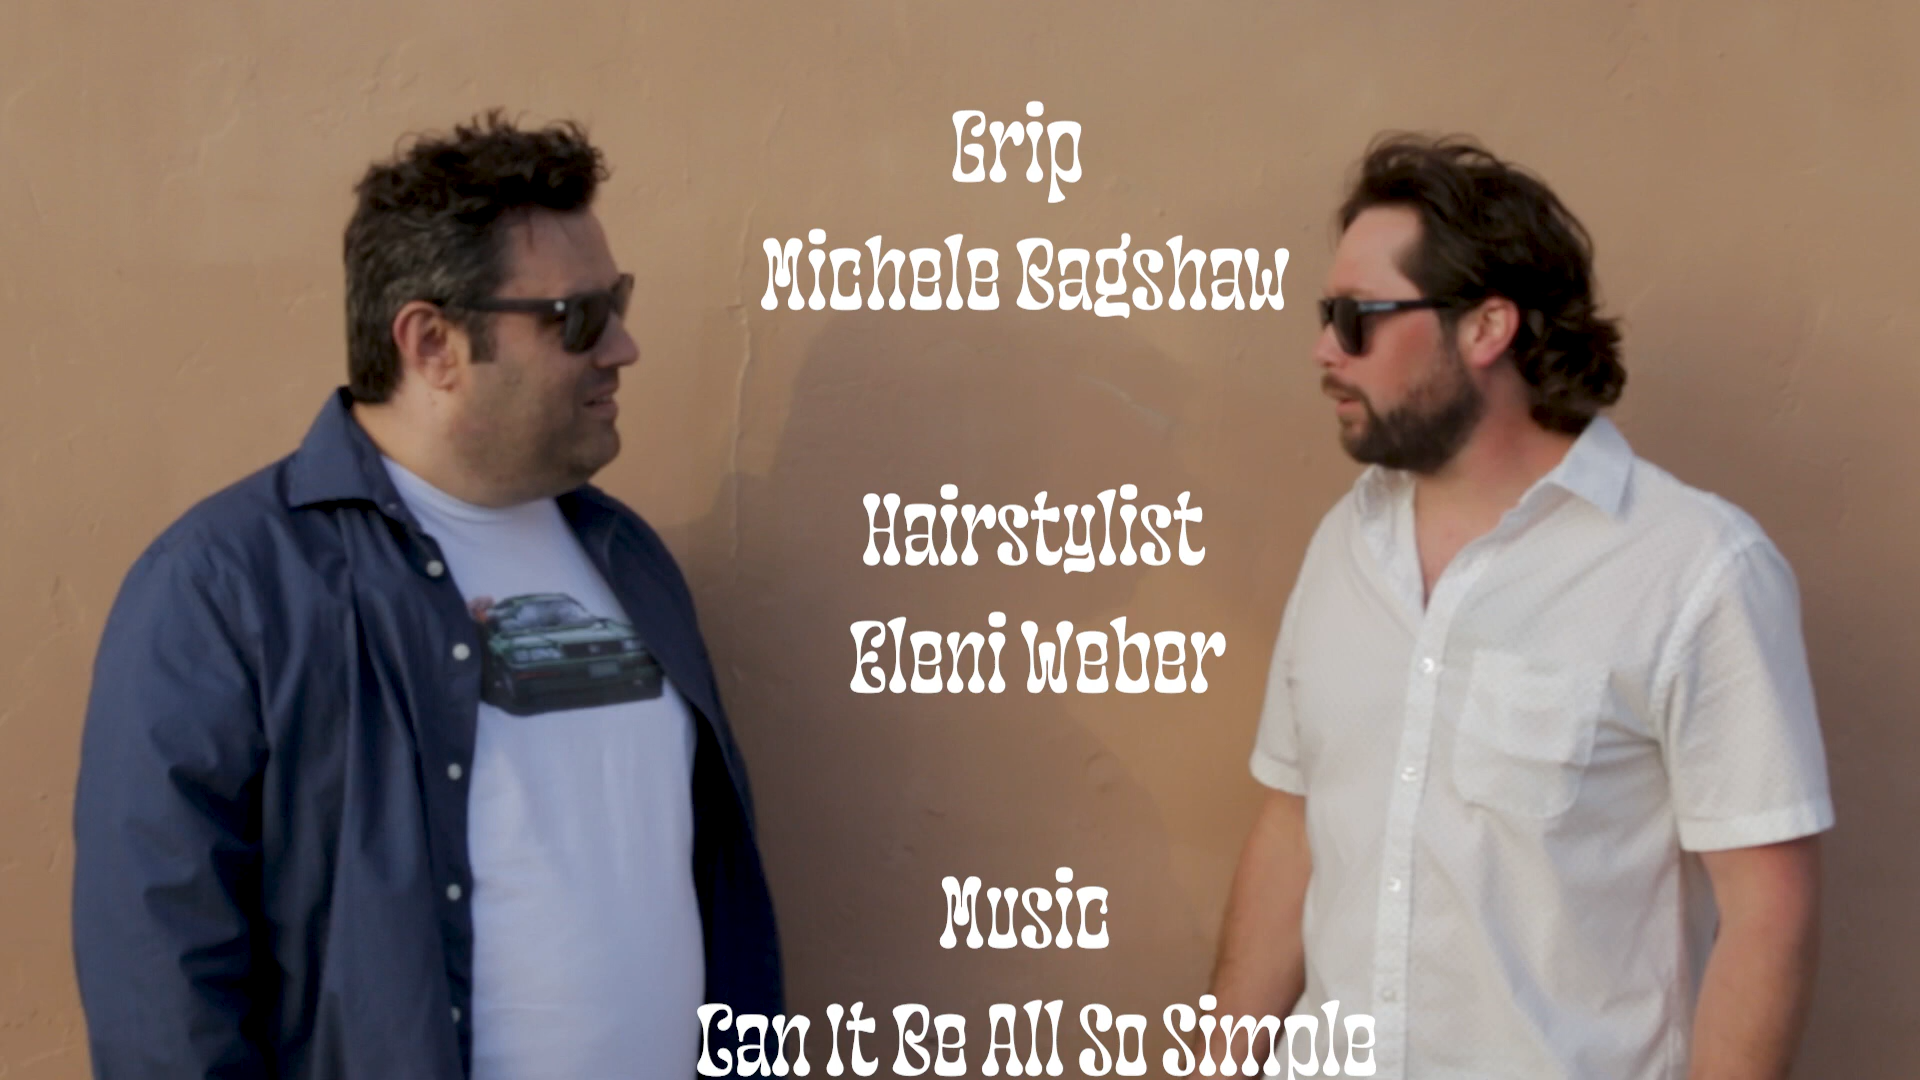 Grip
Michele Bagshaw
Hairstylist
Eleni Weber
Music
Can It Be All So Simple